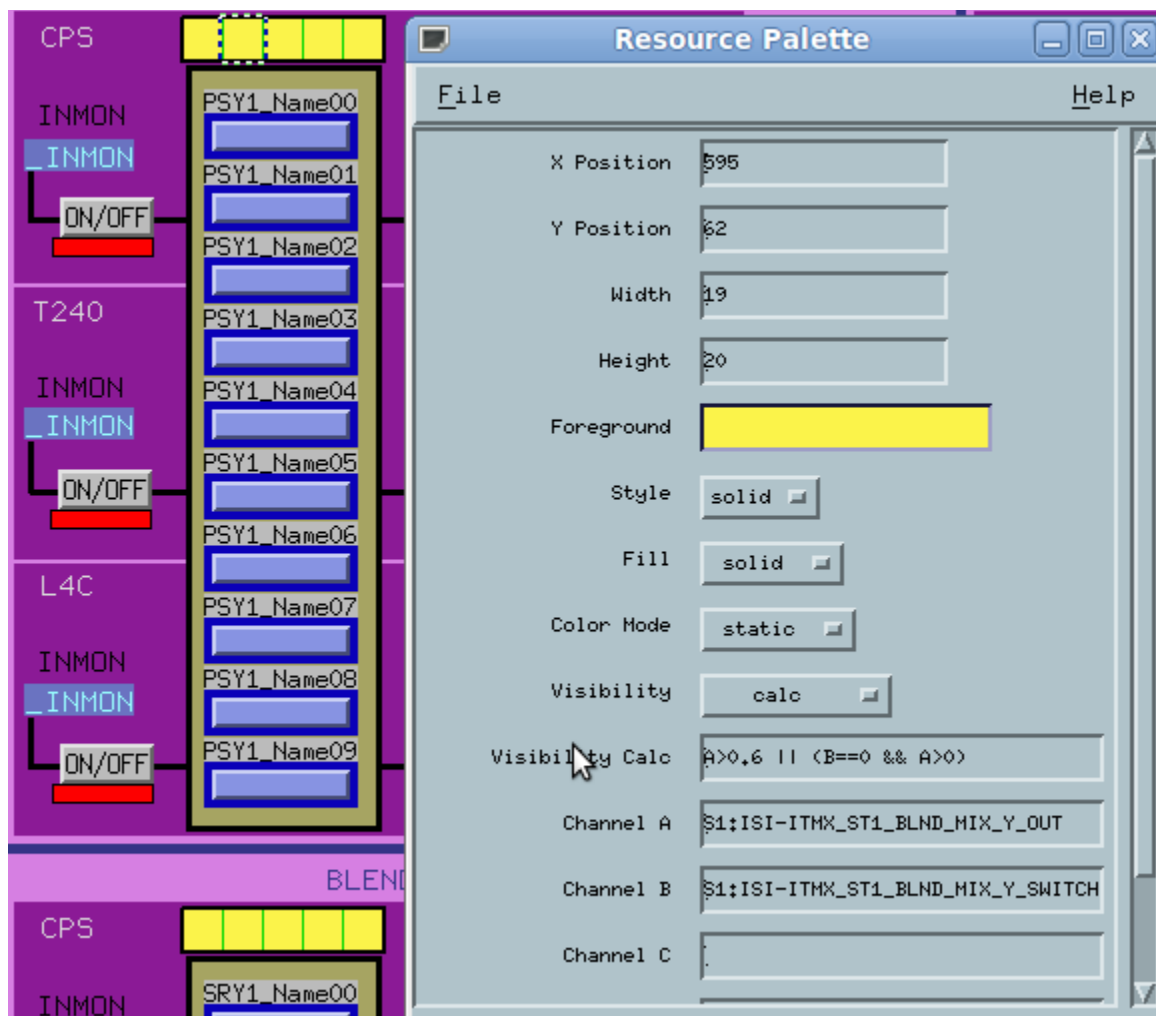 CPS
INMON
_INMON
ON/OFF
T240
INMON
_INMON
ON/OFF
L4C
INMON
_INMON
ON/OFF
PSY1_Name00
PSY1_Name01
PSY1_Name02
PSY1_Name03
PSY1_Name04
PSY1_Name05
PSY1_Name06
PSY1_Name07
PSY1_Name08
PSY1_Name09
BLEND
CPS
INMON
SRY1_Name00
Resource Palette
File Help
X Position 595
Y Position 62
Width 19
Height 20
Foreground
Style solid
Fill solid
Color Mode static
Visibility calc
Visibility Calc A>0.6 || (B==0 && A>0)
Channel A S1:ISI-ITMX_ST1_BLND_MIX_Y_OUT
Channel B S1:ISI-ITMX_ST1_BLND_MIX_Y_SWITCH
Channel C